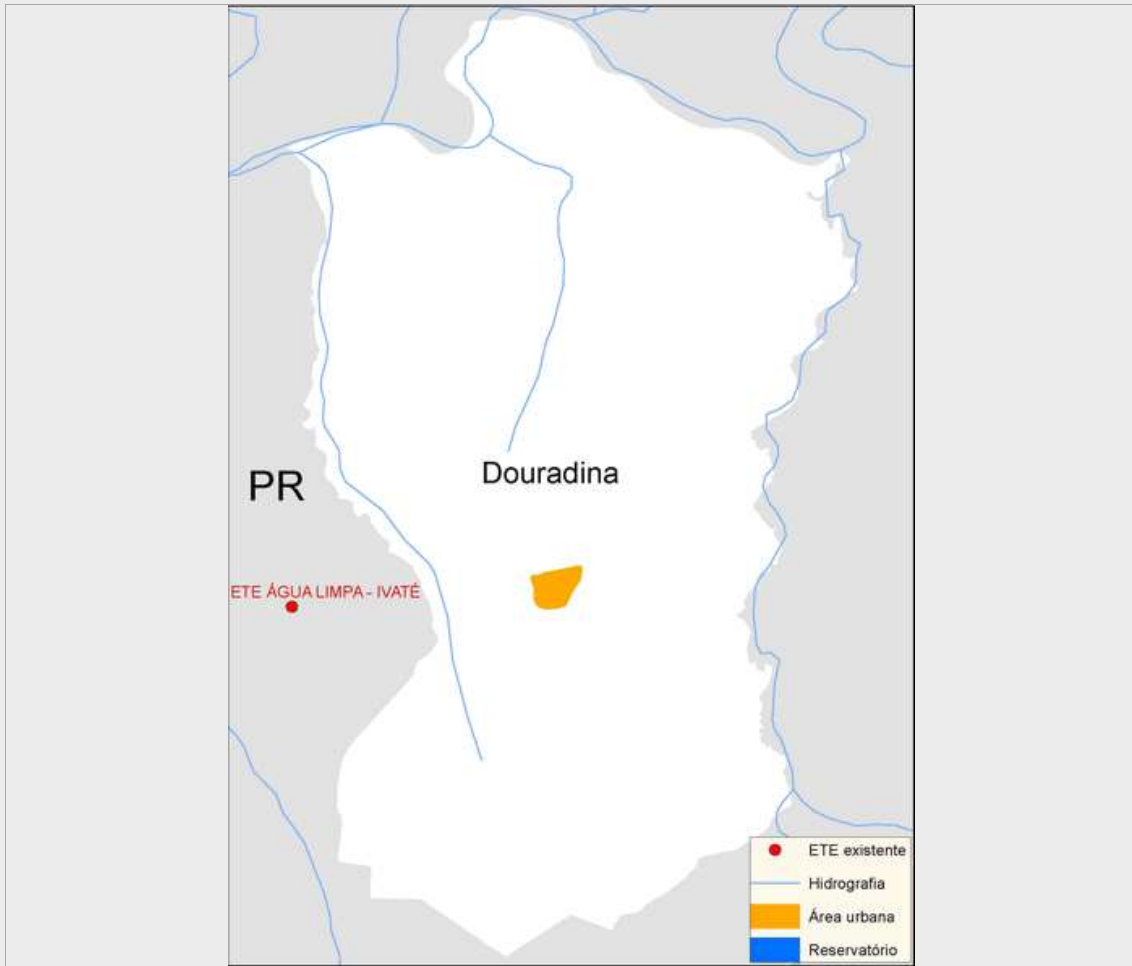 Douradina
PR
ETE ÁGUA LIMPA - IVATÉ
ETE existente
Hidrografia
Área urbana
Reservatório